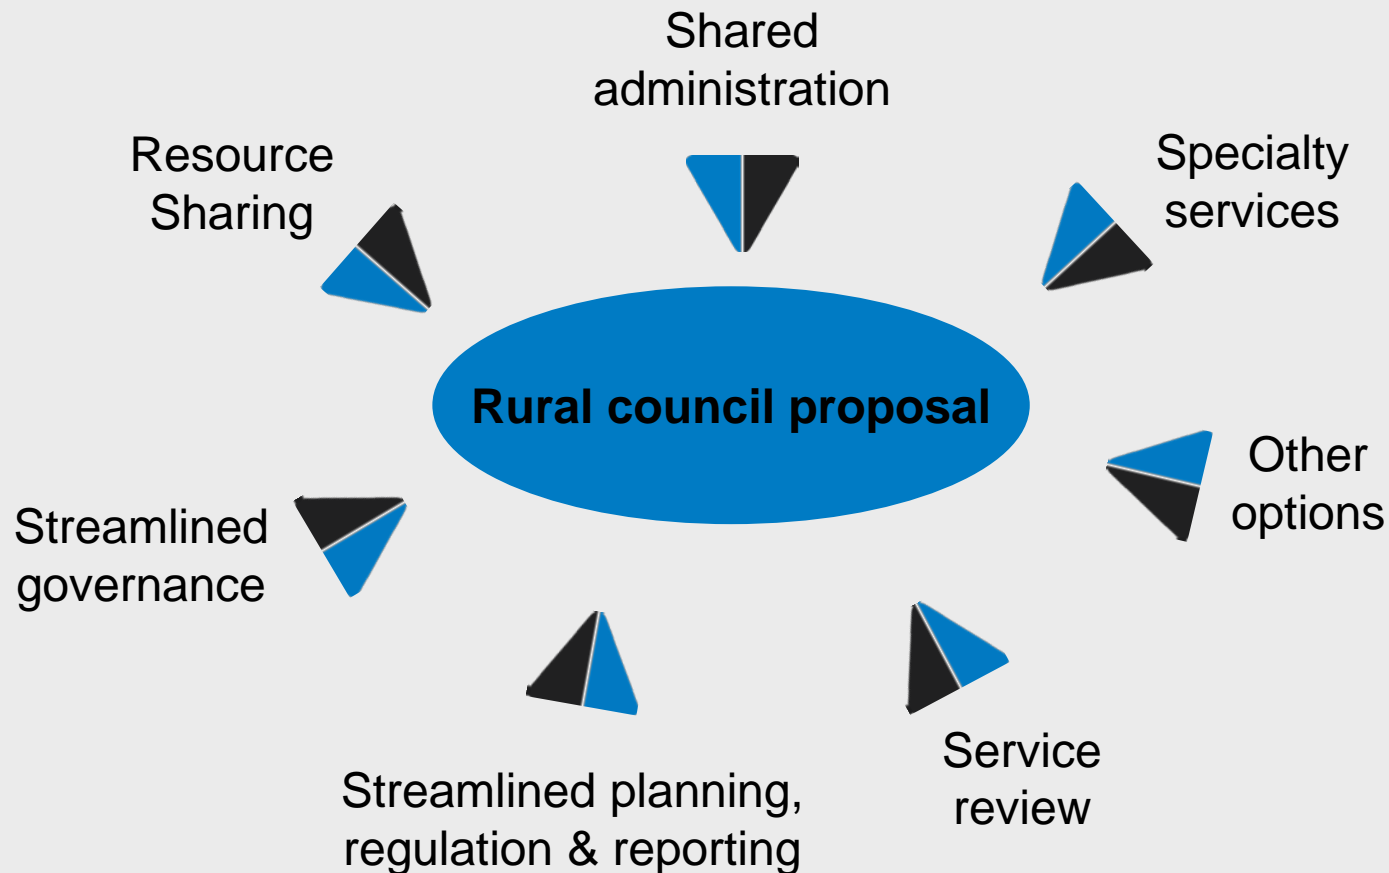 Shared
administration
Resource
Sharing
Specialty
services
Rural council proposal
Other
options
Streamlined
governance
Service
review
Streamlined planning,
regulation & reporting